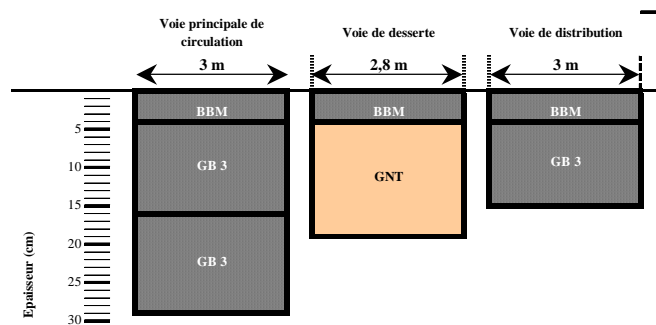 Voie principale de
circulation
Voie de desserte
Voie de distribution
3 m
2,8 m
3 m
BBM
BBM
BBM
5
GB 3
GNT
GB 3
10
15
20
GB 3
25
30
Epaisseur (cm)